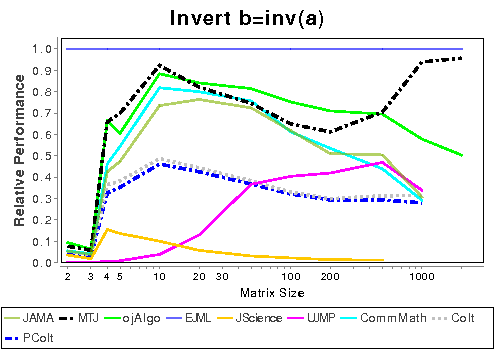 Invert b=inv(a)
Relative Performance
1.0
0.9
0.8
0.7
0.6
0.5
0.4
0.3
0.2
0.1
0.0
2 3 4 5 10 20 30 100 200 1000
Matrix Size
JAMA MTJ ojAlgo EJML JScience UJMP CommMath Colt
PColt